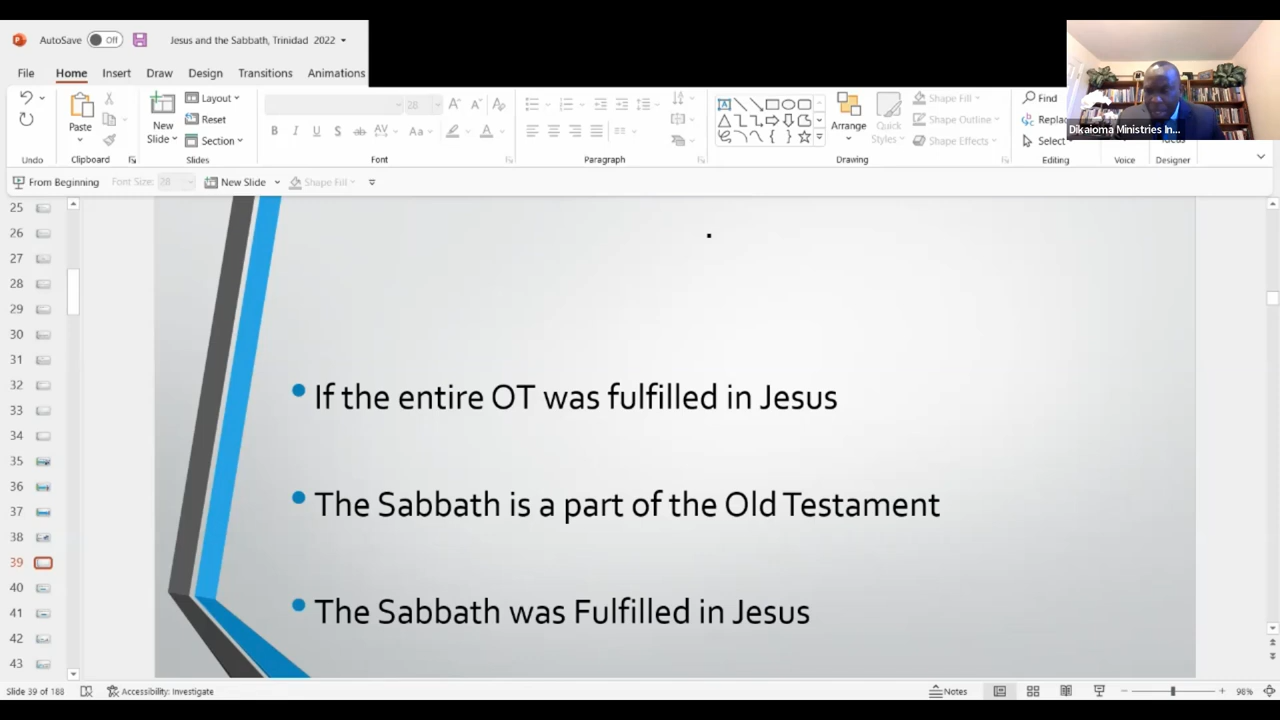 AutoSave Off Jesus and the Sabbath, Trinidad 2022
File Home Insert Draw Design Transitions Animations
Paste New Slide Layout Reset Section 28 Arrange Quick Styles Shape Fill Shape Outline Shape Effects Find Select
Dikaioma Ministries In...
Undo Clipboard Slides Font Paragraph Drawing Editing Voice Designer
From Beginning Font Size: 28 New Slide Shape Fill
25
26
27
28
29
30
31
32
33
34
35
36
37
38
39
40
41
42
43
.
• If the entire OT was fulfilled in Jesus
• The Sabbath is a part of the Old Testament
• The Sabbath was Fulfilled in Jesus
Slide 39 of 188 Accessibility: Investigate Notes 98%